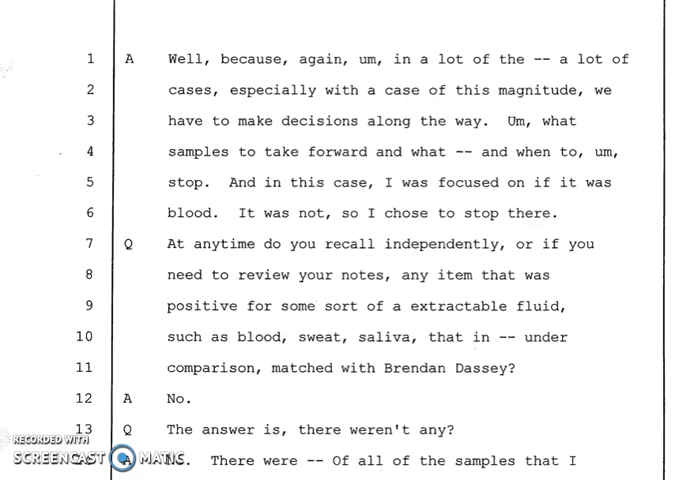 1 A Well, because, again, um, in a lot of the -- a lot of
2 cases, especially with a case of this magnitude, we
3 have to make decisions along the way. Um, what
4 samples to take forward and what -- and when to, um,
5 stop. And in this case, I was focused on if it was
6 blood. It was not, so I chose to stop there.
7 Q At anytime do you recall independently, or if you
8 need to review your notes, any item that was
9 positive for some sort of a extractable fluid,
10 such as blood, sweat, saliva, that in -- under
11 comparison, matched with Brendan Dassey?
12 A No.
13 Q The answer is, there weren't any?
A There were -- Of all of the samples that I
RECORDED WITH
SCREENCAST MATIC